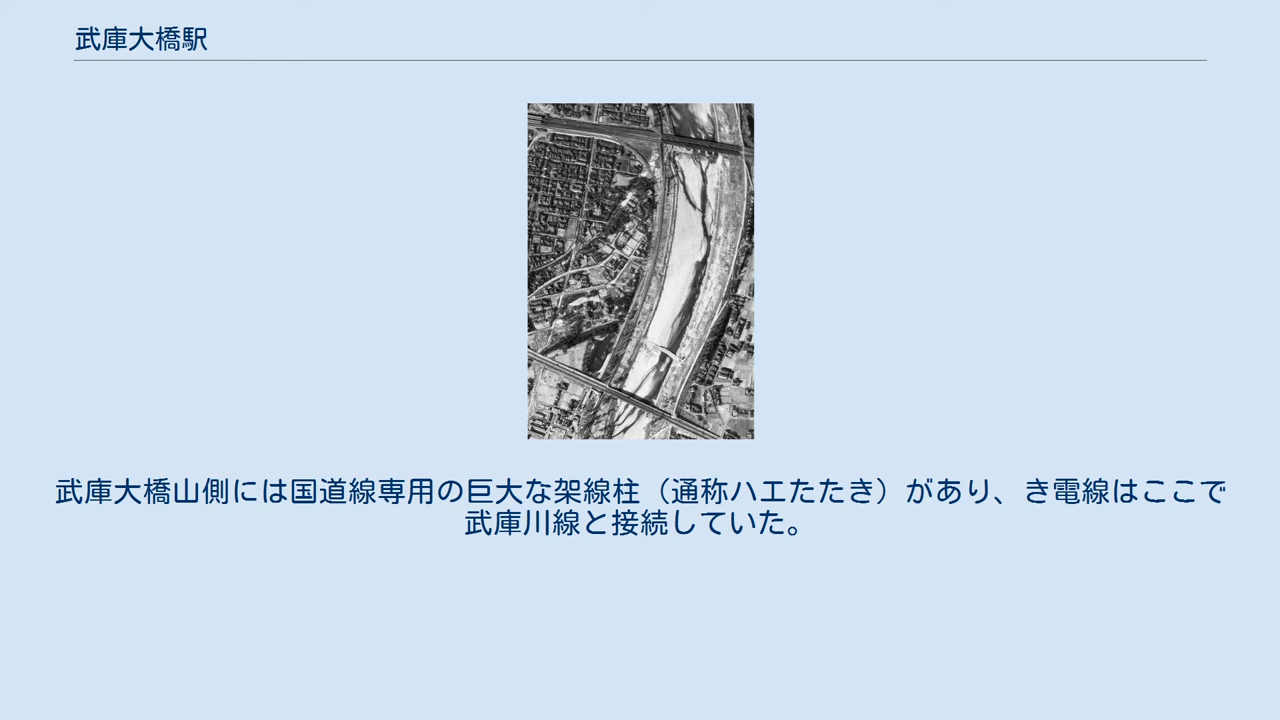 武庫大橋駅
武庫大橋山側には国道線専用の巨大な架線柱（通称ハエたたき）があり、き電線はここで
武庫川線と接続していた。